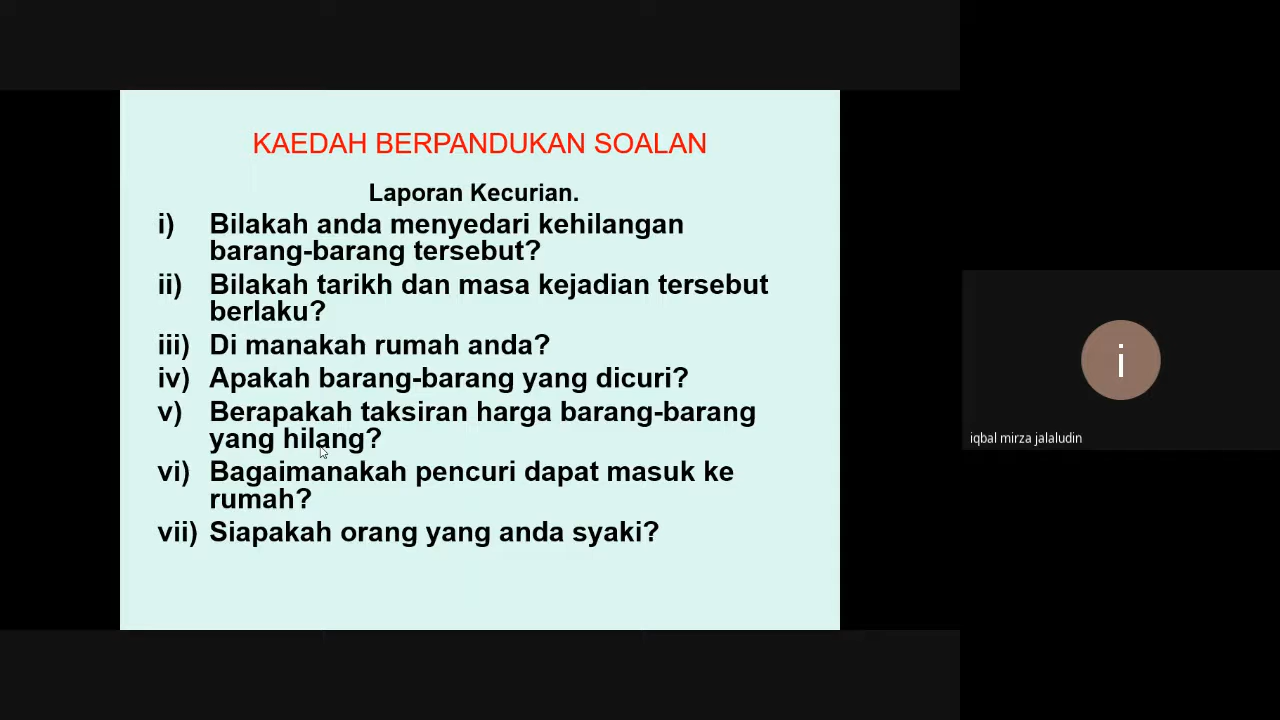 KAEDAH BERPANDUKAN SOALAN
Laporan Kecurian.
i) Bilakah anda menyedari kehilangan
barang-barang tersebut?
ii) Bilakah tarikh dan masa kejadian tersebut
berlaku?
iii) Di manakah rumah anda?
iv) Apakah barang-barang yang dicuri?
v) Berapakah taksiran harga barang-barang
yang hilang?
vi) Bagaimanakah pencuri dapat masuk ke
rumah?
vii) Siapakah orang yang anda syaki?
i
iqbal mirza jalaludin